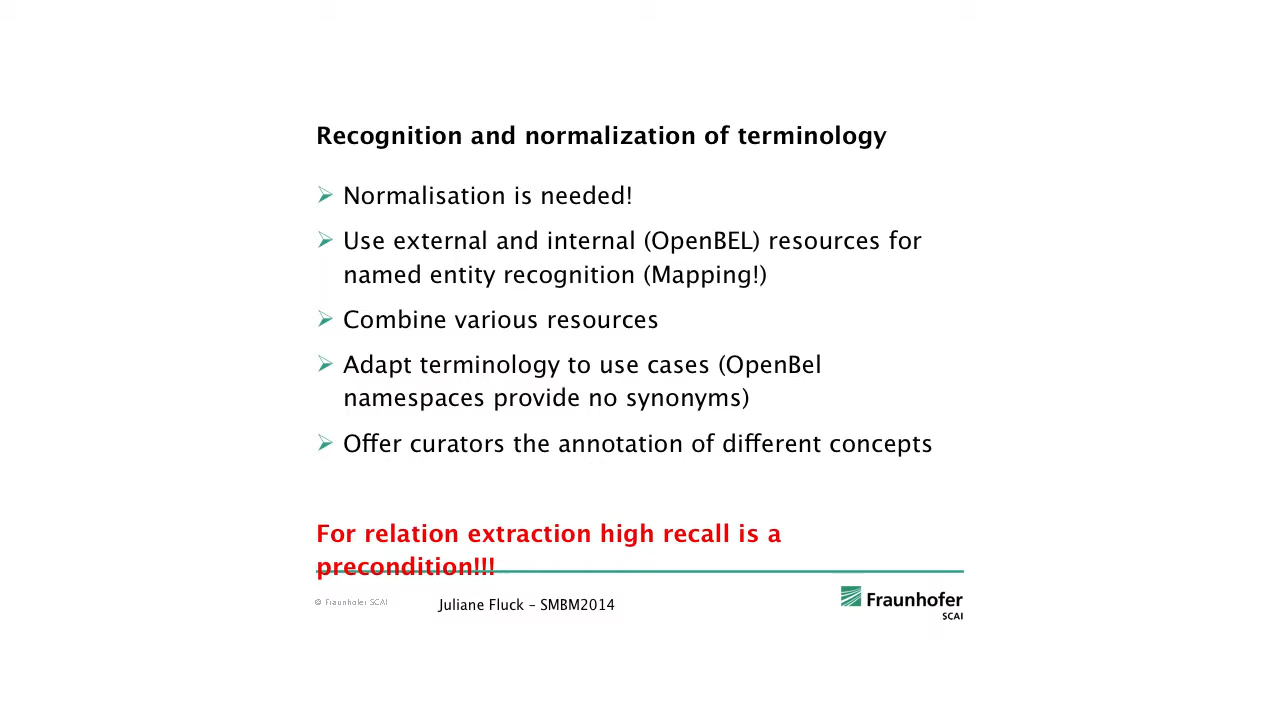 Recognition and normalization of terminology
Normalisation is needed!
Use external and internal (OpenBEL) resources for
named entity recognition (Mapping!)
Combine various resources
Adapt terminology to use cases (OpenBel
namespaces provide no synonyms)
Offer curators the annotation of different concepts
For relation extraction high recall is a
precondition!!!
© Fraunhofer SCAI
Juliane Fluck – SMBM2014
Fraunhofer
SCAI